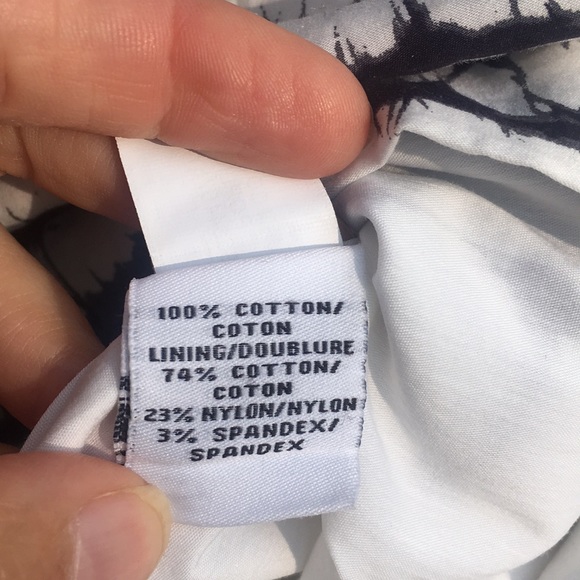 100% COTTON/
COTON
LINING/DOUBLURE
74% COTTON/
COTON
23% NYLON/NYLON
3% SPANDEX/
SPANDEX